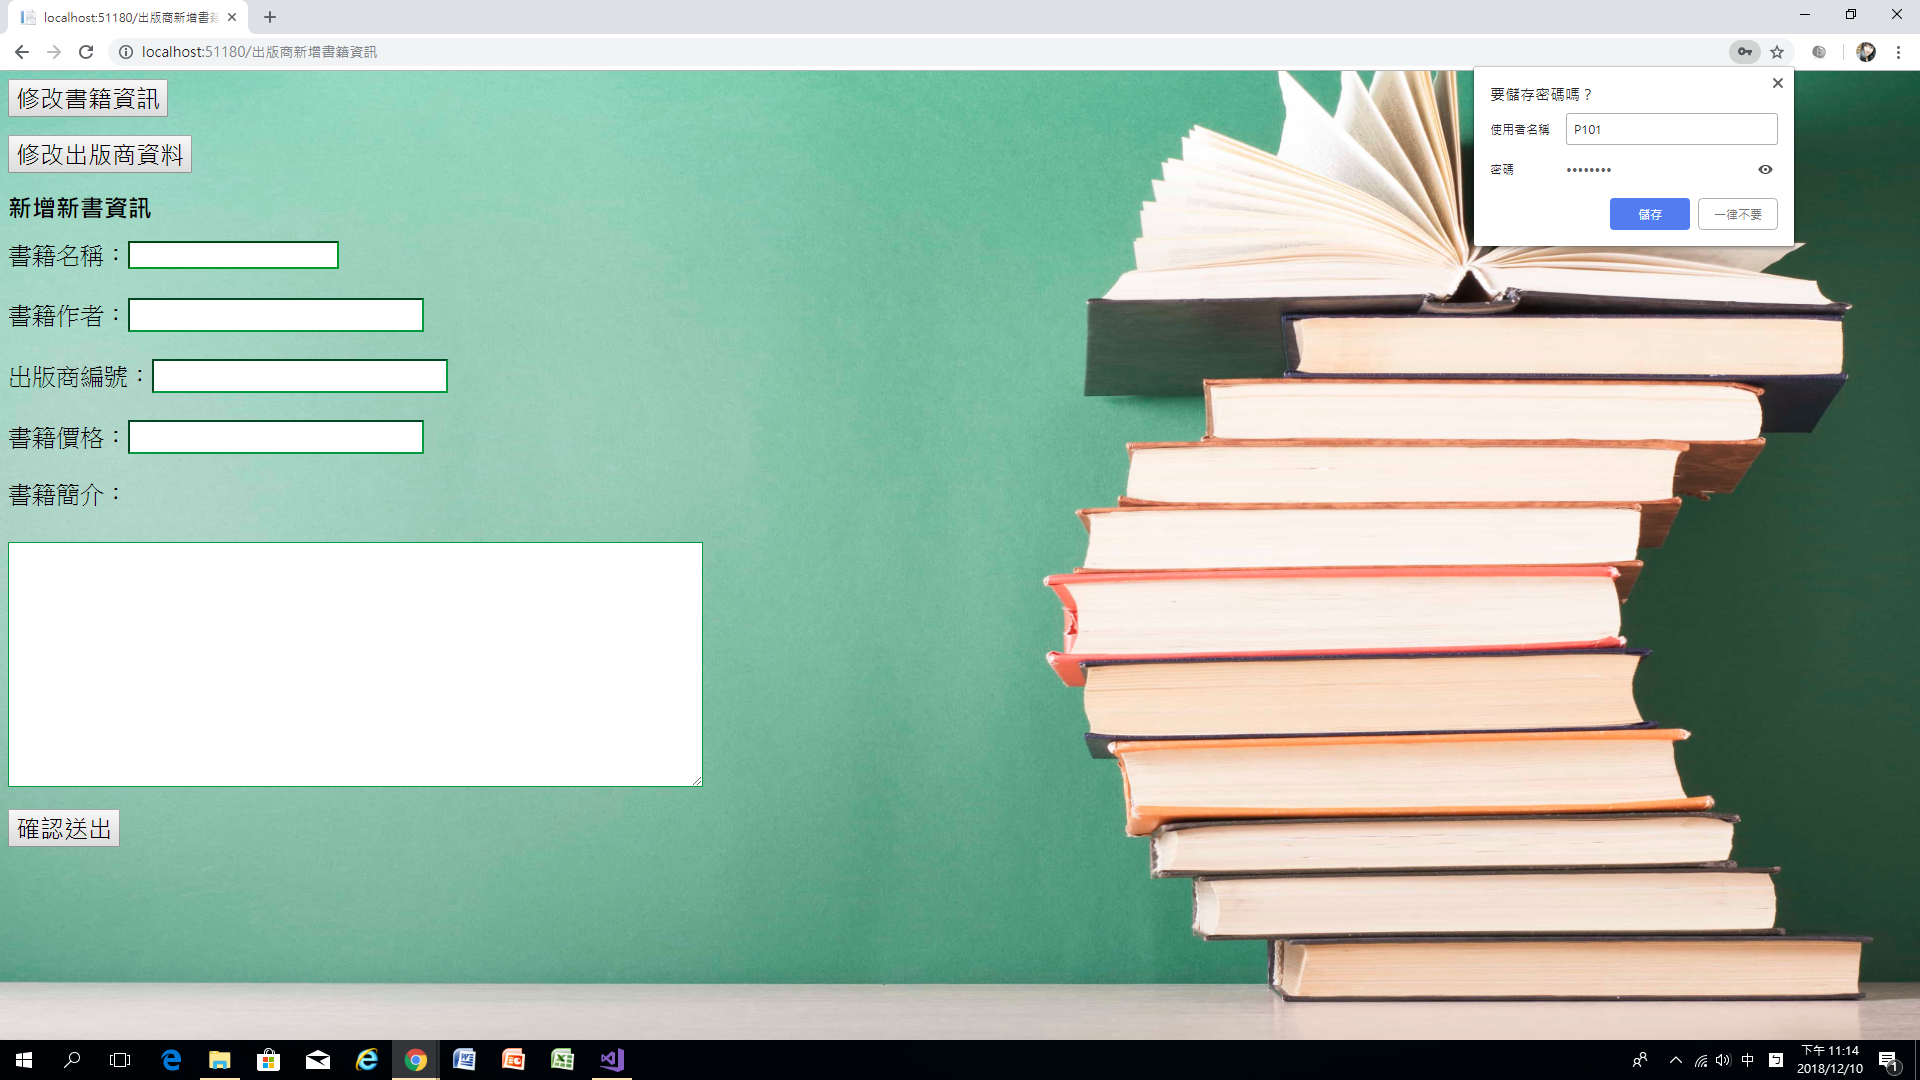 localhost:51180/出版商新增書籍
localhost:51180/出版商新增書籍資訊
要儲存密碼嗎？
使用者名稱 P101
密碼 ••••••••
儲存 一律不要
修改書籍資訊
修改出版商資料
新增新書資訊
書籍名稱：
書籍作者：
出版商編號：
書籍價格：
書籍簡介：
確認送出
中
下午 11:14
2018/12/10
1